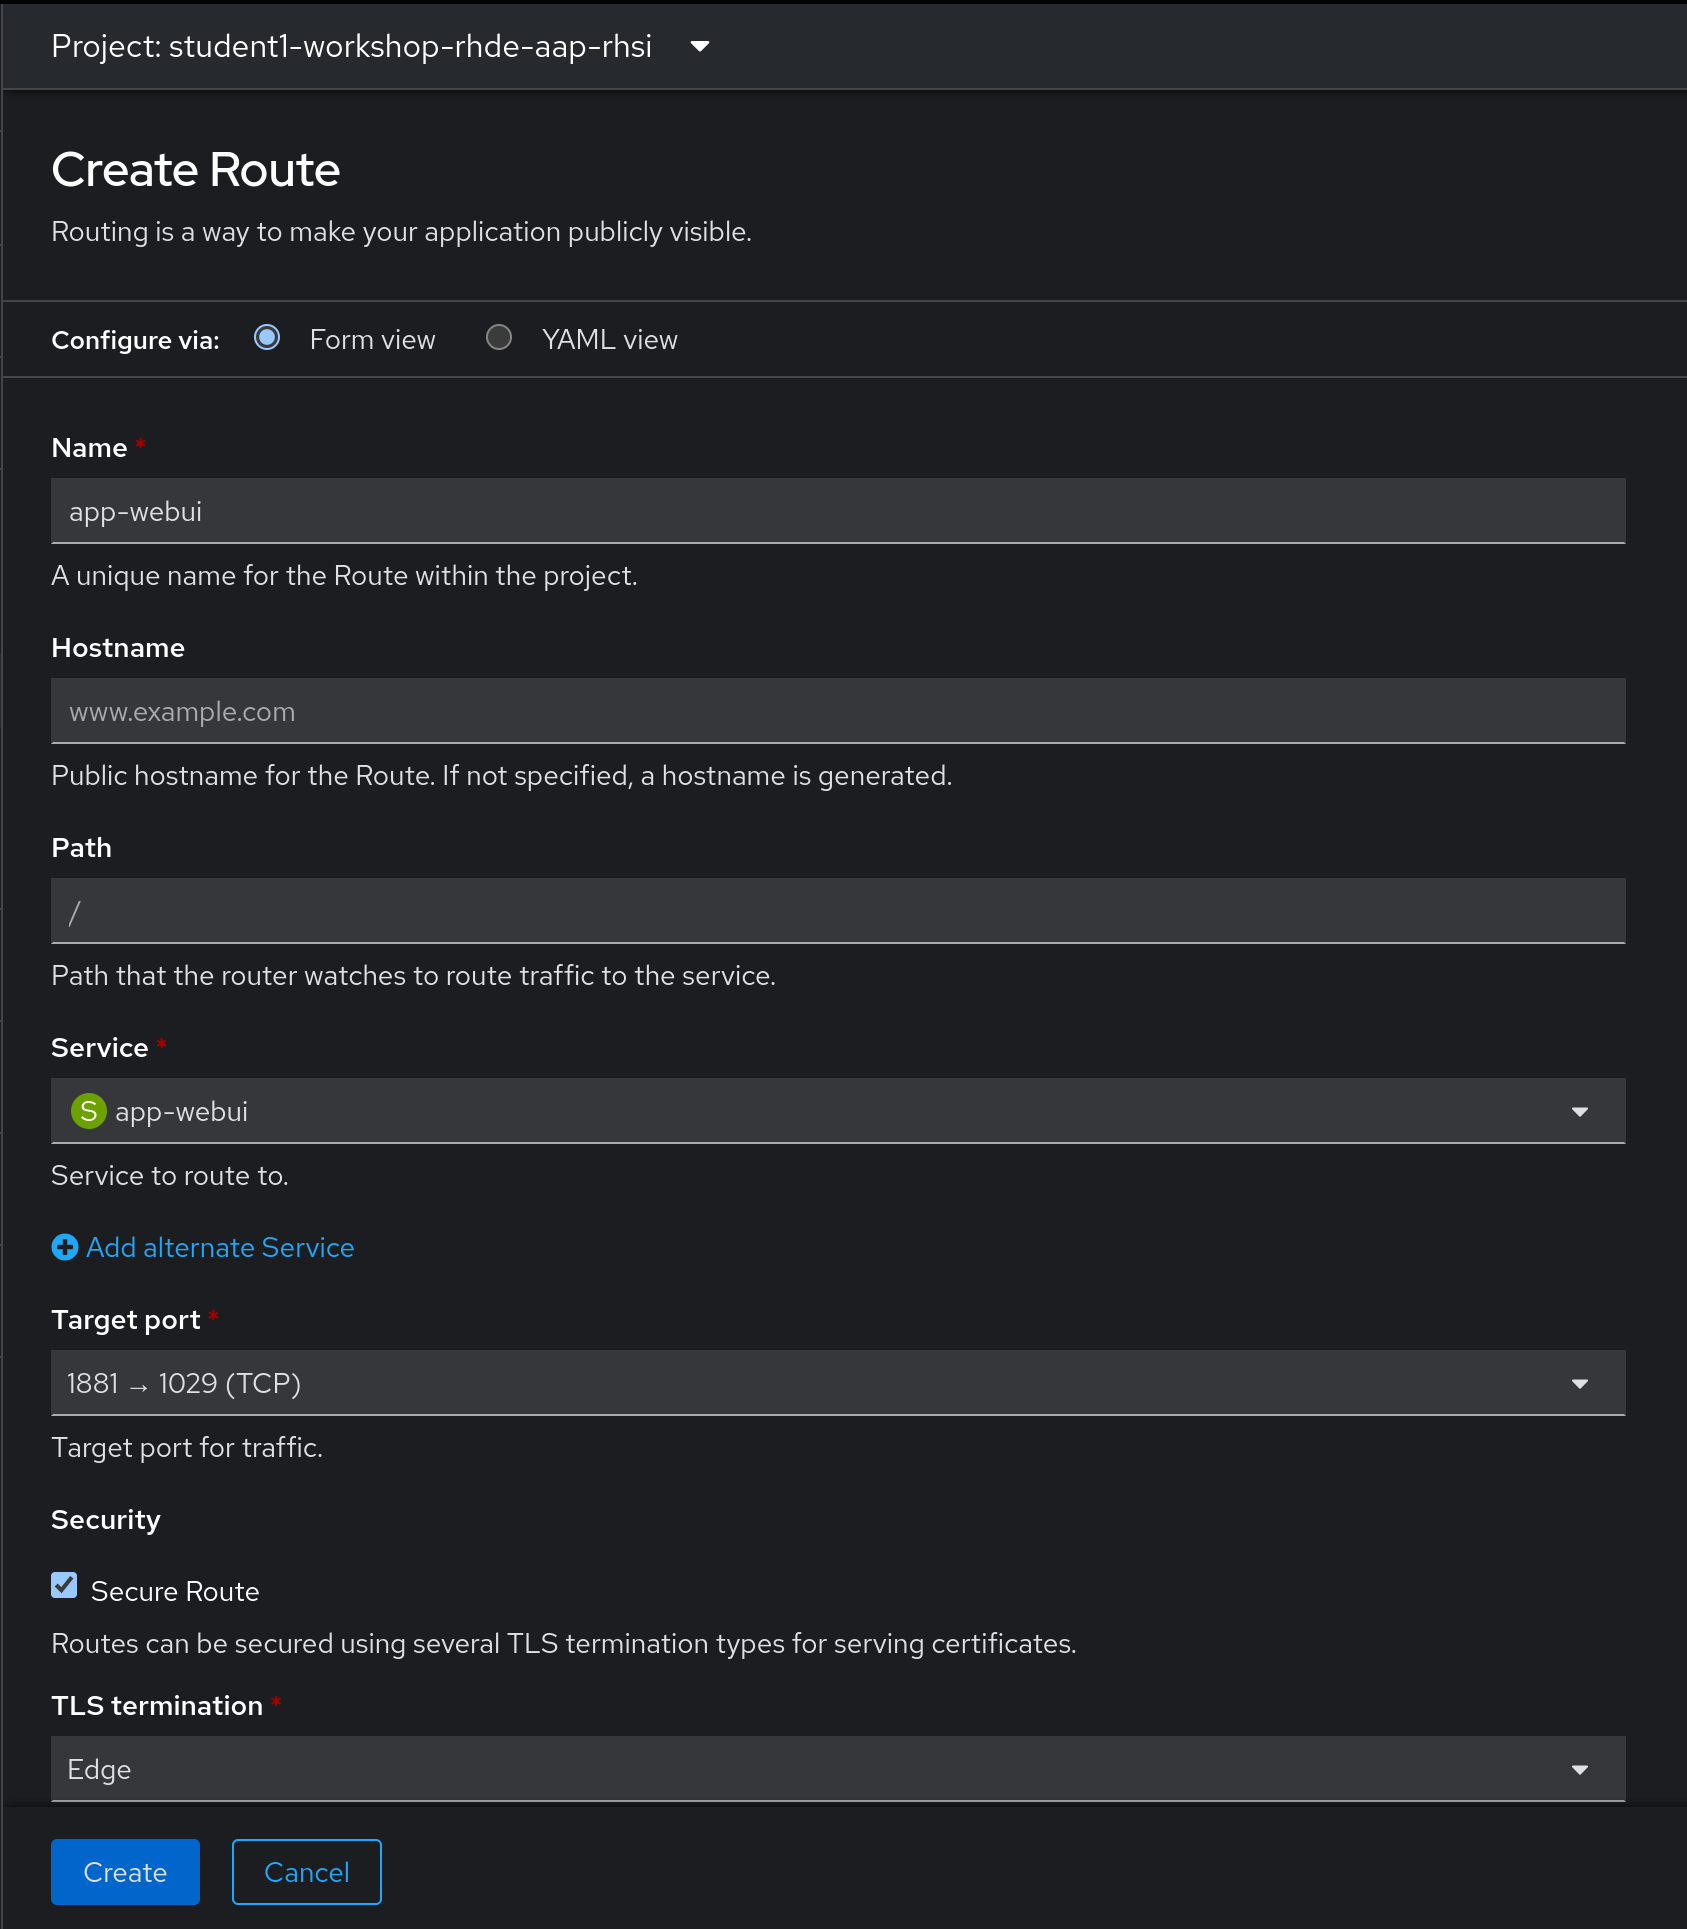 Project: student1-workshop-rhde-aap-rhsi
Create Route
Routing is a way to make your application publicly visible.
Configure via: Form view YAML view
Name *
app-webui
A unique name for the Route within the project.
Hostname
www.example.com
Public hostname for the Route. If not specified, a hostname is generated.
Path
/
Path that the router watches to route traffic to the service.
Service *
S app-webui
Service to route to.
Add alternate Service
Target port *
1881 → 1029 (TCP)
Target port for traffic.
Security
Secure Route
Routes can be secured using several TLS termination types for serving certificates.
TLS termination *
Edge
Create Cancel